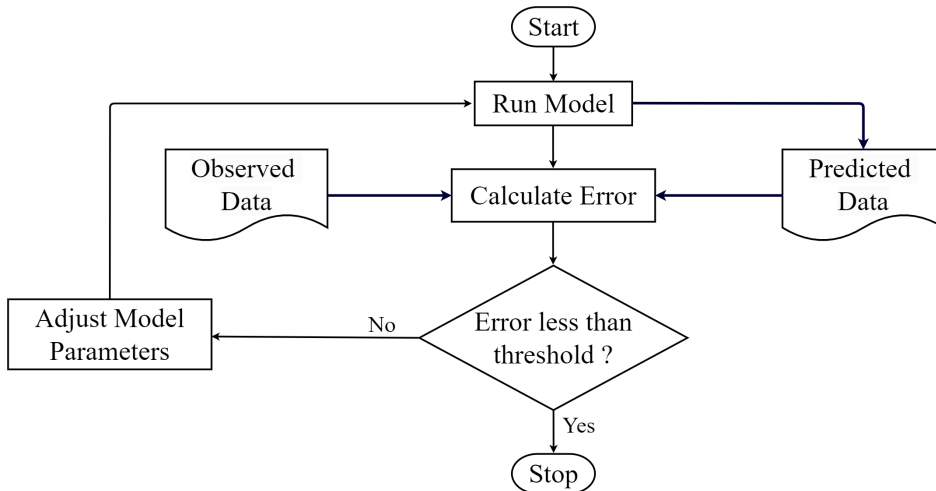 Start
Run Model
Observed
Data
Predicted
Data
Calculate Error
Adjust Model
Parameters
No
Error less than
threshold ?
Yes
Stop